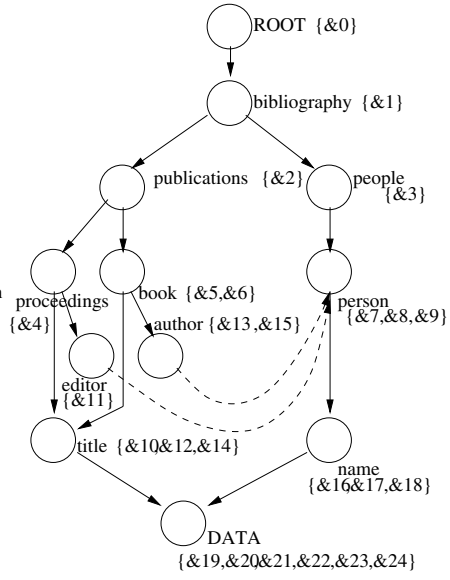 ROOT {&0}
bibliography {&1}
publications {&2}
people
{&3}
proceedings
{&4}
book {&5,&6}
person
{&7,&8,&9}
author {&13,&15}
editor
{&11}
title {&10,&12,&14}
name
{&16,&17,&18}
DATA
{&19,&20,&21,&22,&23,&24}